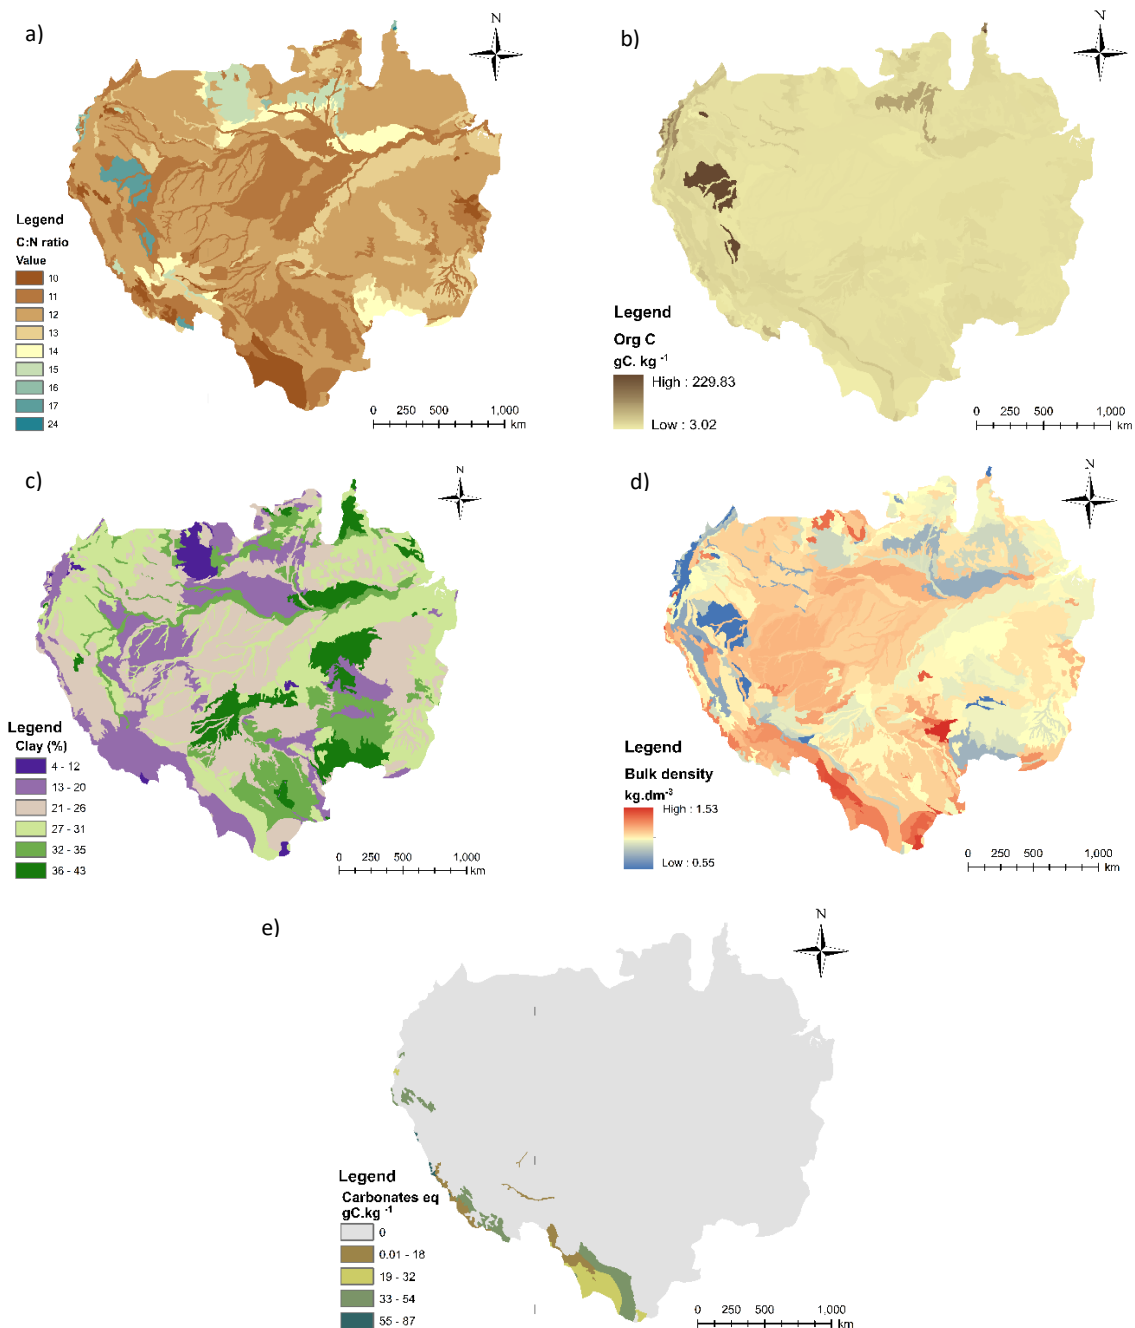 a)
N
Legend
C:N ratio
Value
10
11
12
13
14
15
16
17
24
0 250 500 1,000
km
b)
N
Legend
Org C
gC. kg -1
High : 229.83
Low : 3.02
0 250 500 1,000
km
c)
N
Legend
Clay (%)
4 - 12
13 - 20
21 - 26
27 - 31
32 - 35
36 - 43
0 250 500 1,000
km
d)
N
Legend
Bulk density
kg.dm-3
High : 1.53
Low : 0.55
0 250 500 1,000
km
e)
N
Legend
Carbonates eq
gC.kg -1
0
0.01 - 18
19 - 32
33 - 54
55 - 87
0 250 500 1,000
km